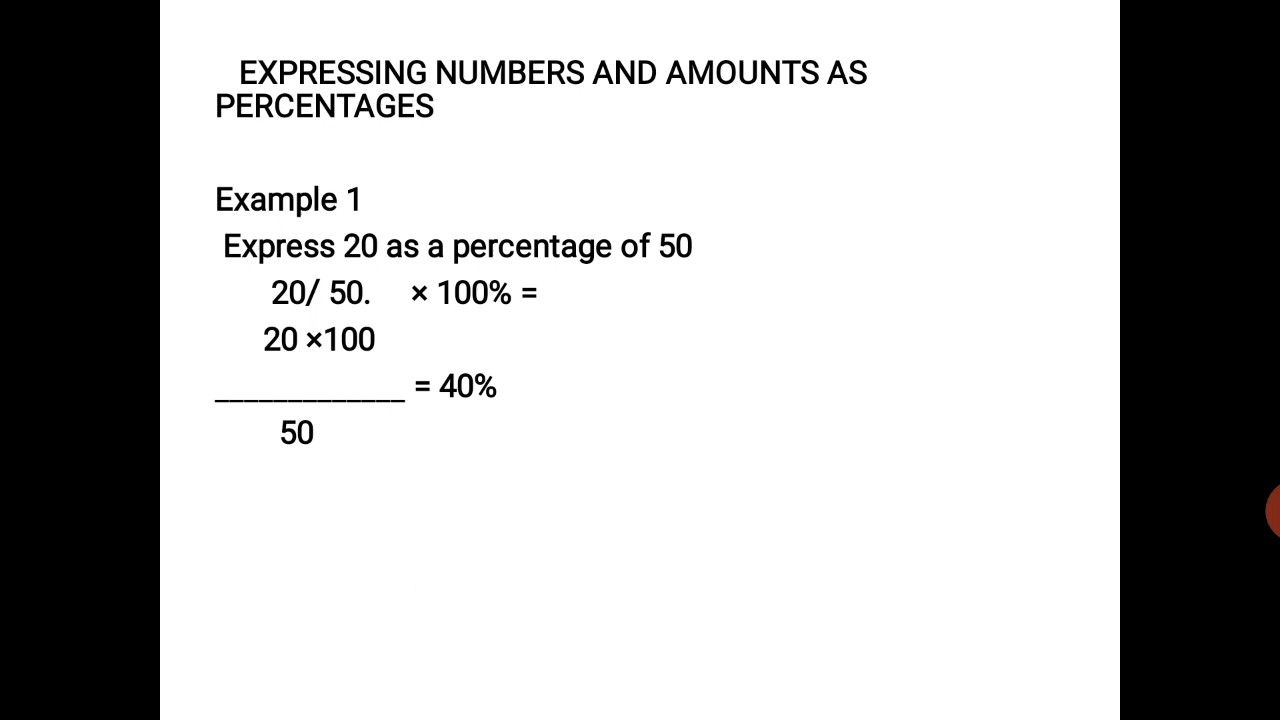 EXPRESSING NUMBERS AND AMOUNTS AS
PERCENTAGES
Example 1
Express 20 as a percentage of 50
20/ 50. × 100% =
20 ×100
_____________ = 40%
50